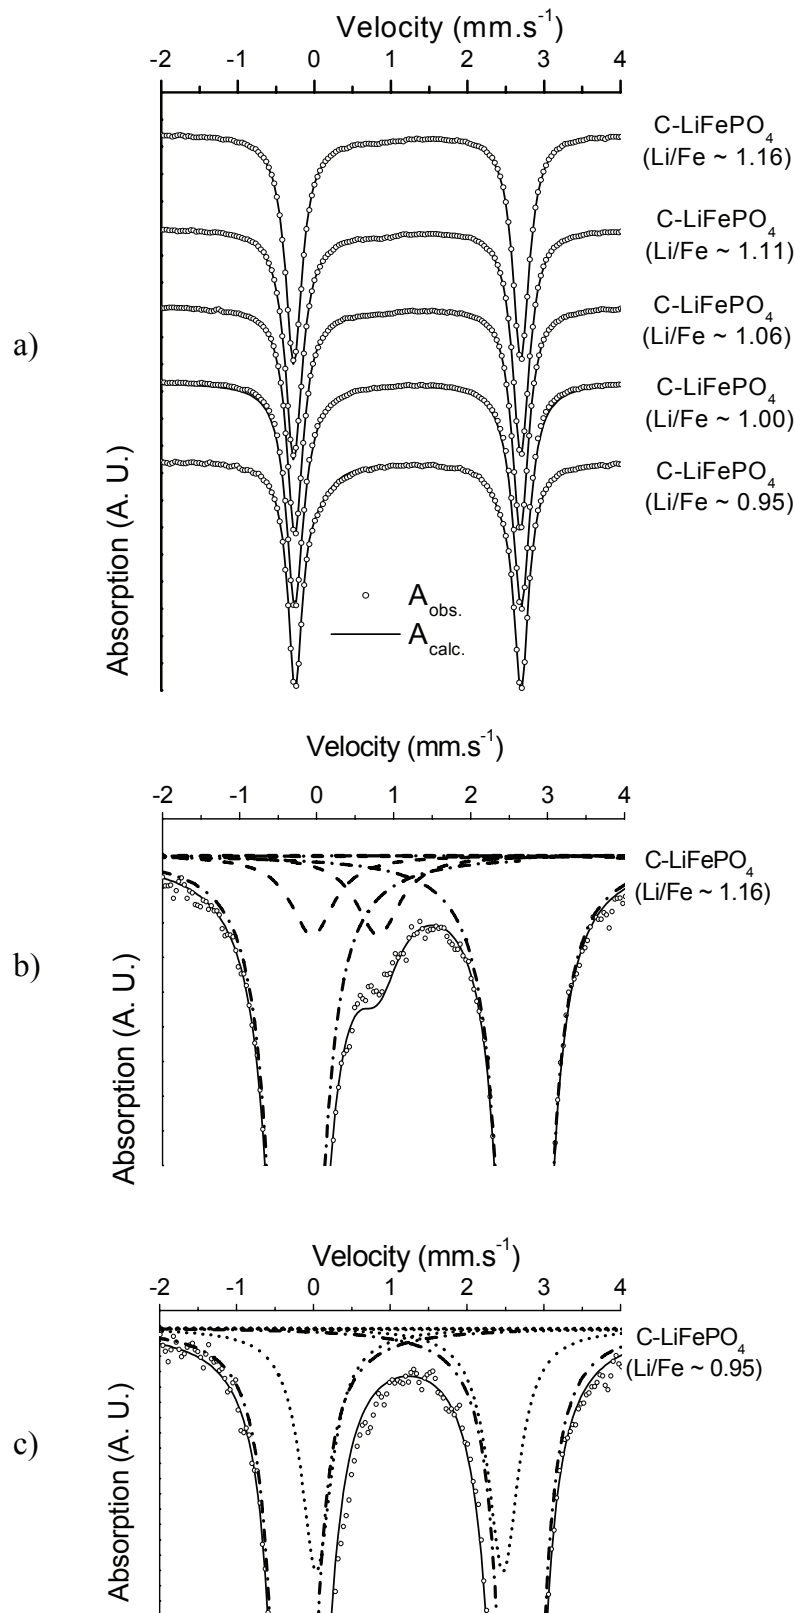 Velocity (mm.s⁻¹)
-2 -1 0 1 2 3 4
C-LiFePO₄
(Li/Fe ~ 1.16)
C-LiFePO₄
(Li/Fe ~ 1.11)
C-LiFePO₄
(Li/Fe ~ 1.06)
a)
C-LiFePO₄
(Li/Fe ~ 1.00)
C-LiFePO₄
(Li/Fe ~ 0.95)
Absorption (A. U.)
A obs.
A calc.
Velocity (mm.s⁻¹)
-2 -1 0 1 2 3 4
C-LiFePO₄
(Li/Fe ~ 1.16)
b)
Absorption (A. U.)
Velocity (mm.s⁻¹)
-2 -1 0 1 2 3 4
C-LiFePO₄
(Li/Fe ~ 0.95)
c)
Absorption (A. U.)